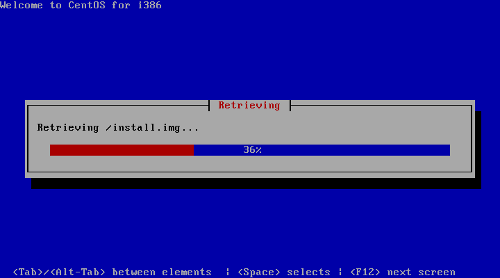 Welcome to CentOS for i386
Retrieving
Retrieving /install.img...
36%
<Tab>/<Alt-Tab> between elements  | <Space> selects | <F12> next screen